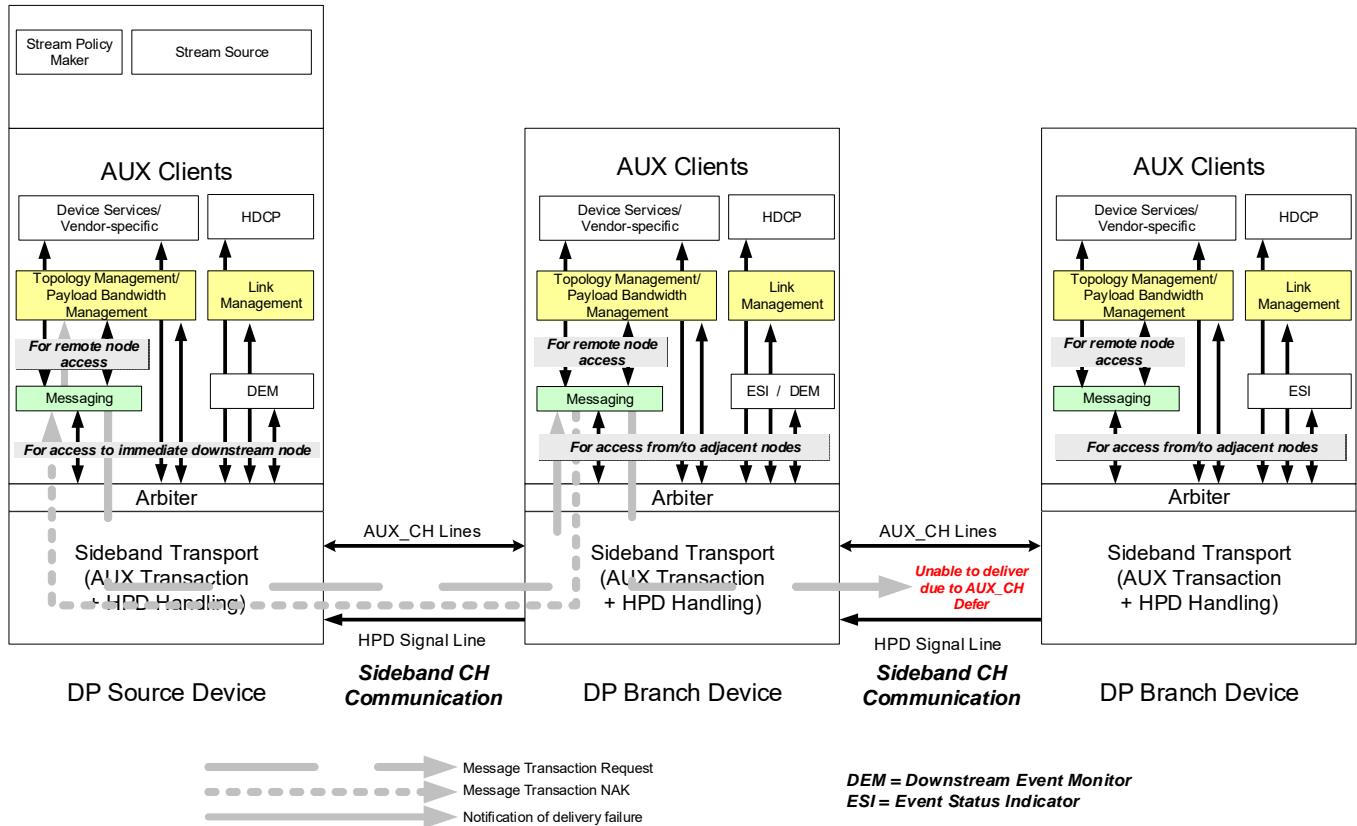 Stream Policy
Maker
Stream Source
AUX Clients
Device Services/
Vendor-specific
HDCP
Topology Management/
Payload Bandwidth
Management
Link
Management
For remote node
access
Messaging
DEM
For access to immediate downstream node
Arbiter
Sideband Transport
(AUX Transaction
+ HPD Handling)
DP Source Device
AUX_CH Lines
HPD Signal Line
Sideband CH
Communication
AUX Clients
Device Services/
Vendor-specific
HDCP
Topology Management/
Payload Bandwidth
Management
Link
Management
For remote node
access
Messaging
ESI / DEM
For access from/to adjacent nodes
Arbiter
Sideband Transport
(AUX Transaction
+ HPD Handling)
DP Branch Device
AUX_CH Lines
Unable to deliver
due to AUX_CH
Defer
HPD Signal Line
Sideband CH
Communication
AUX Clients
Device Services/
Vendor-specific
HDCP
Topology Management/
Payload Bandwidth
Management
Link
Management
For remote node
access
Messaging
ESI
For access from/to adjacent nodes
Arbiter
Sideband Transport
(AUX Transaction
+ HPD Handling)
DP Branch Device
Message Transaction Request
Message Transaction NAK
Notification of delivery failure
DEM = Downstream Event Monitor
ESI = Event Status Indicator